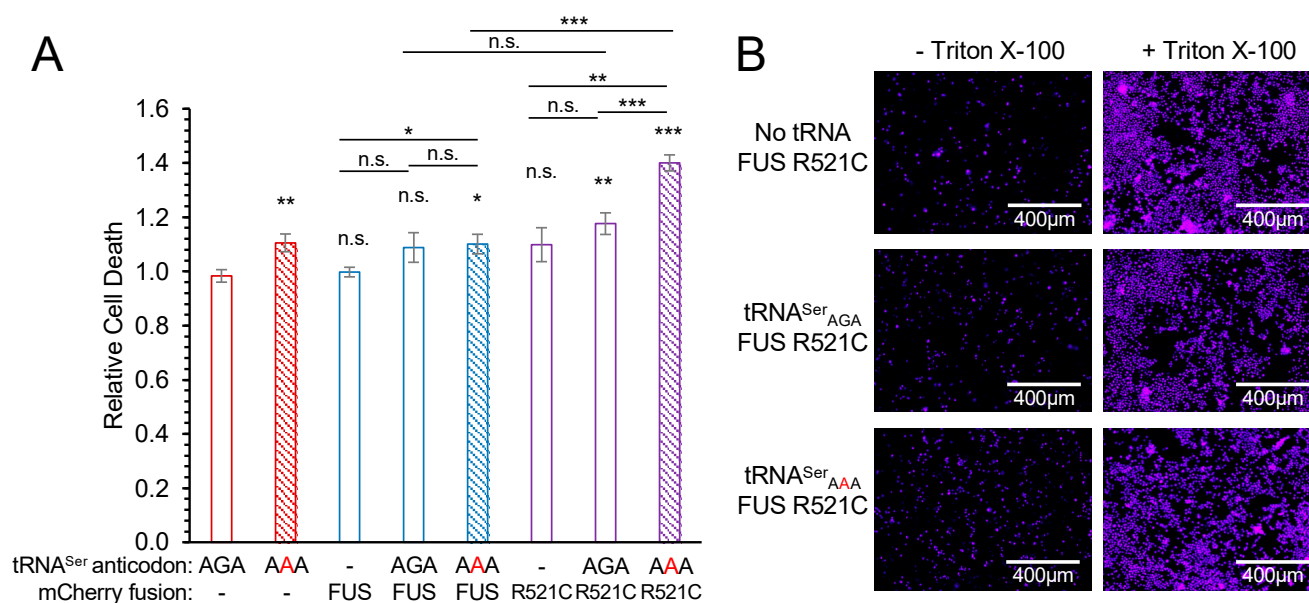 A
B
***
n.s.
- Triton X-100
+ Triton X-100
**
n.s.
***
*
n.s.
n.s.
***
n.s.
**
n.s.
*
**
n.s.
1.6
1.4
1.2
1.0
0.8
0.6
0.4
0.2
0.0
Relative Cell Death
tRNASer anticodon: AGA AAA - AGA AAA - AGA AAA
mCherry fusion: - - FUS FUS FUS R521C R521C R521C
No tRNA
FUS R521C
400µm
400µm
tRNASerAGA
FUS R521C
400µm
400µm
tRNASerAAA
FUS R521C
400µm
400µm